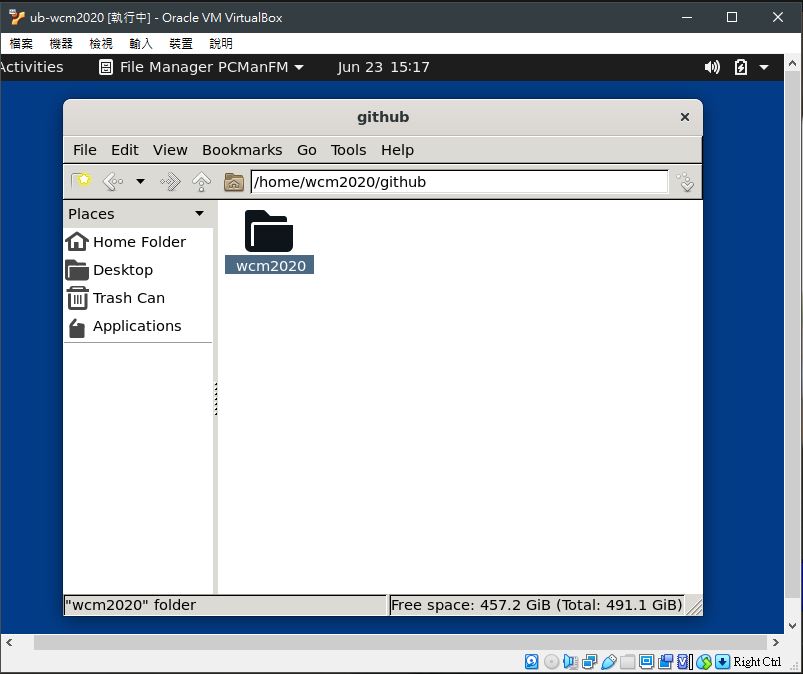 ub-wcm2020 [執行中] - Oracle VM VirtualBox
檔案 機器 檢視 輸入 裝置 說明
Activities File Manager PCManFM Jun 23 15:17
github
File Edit View Bookmarks Go Tools Help
/home/wcm2020/github
Places
Home Folder
Desktop
Trash Can
Applications
wcm2020
"wcm2020" folder
Free space: 457.2 GiB (Total: 491.1 GiB)
Right Ctrl